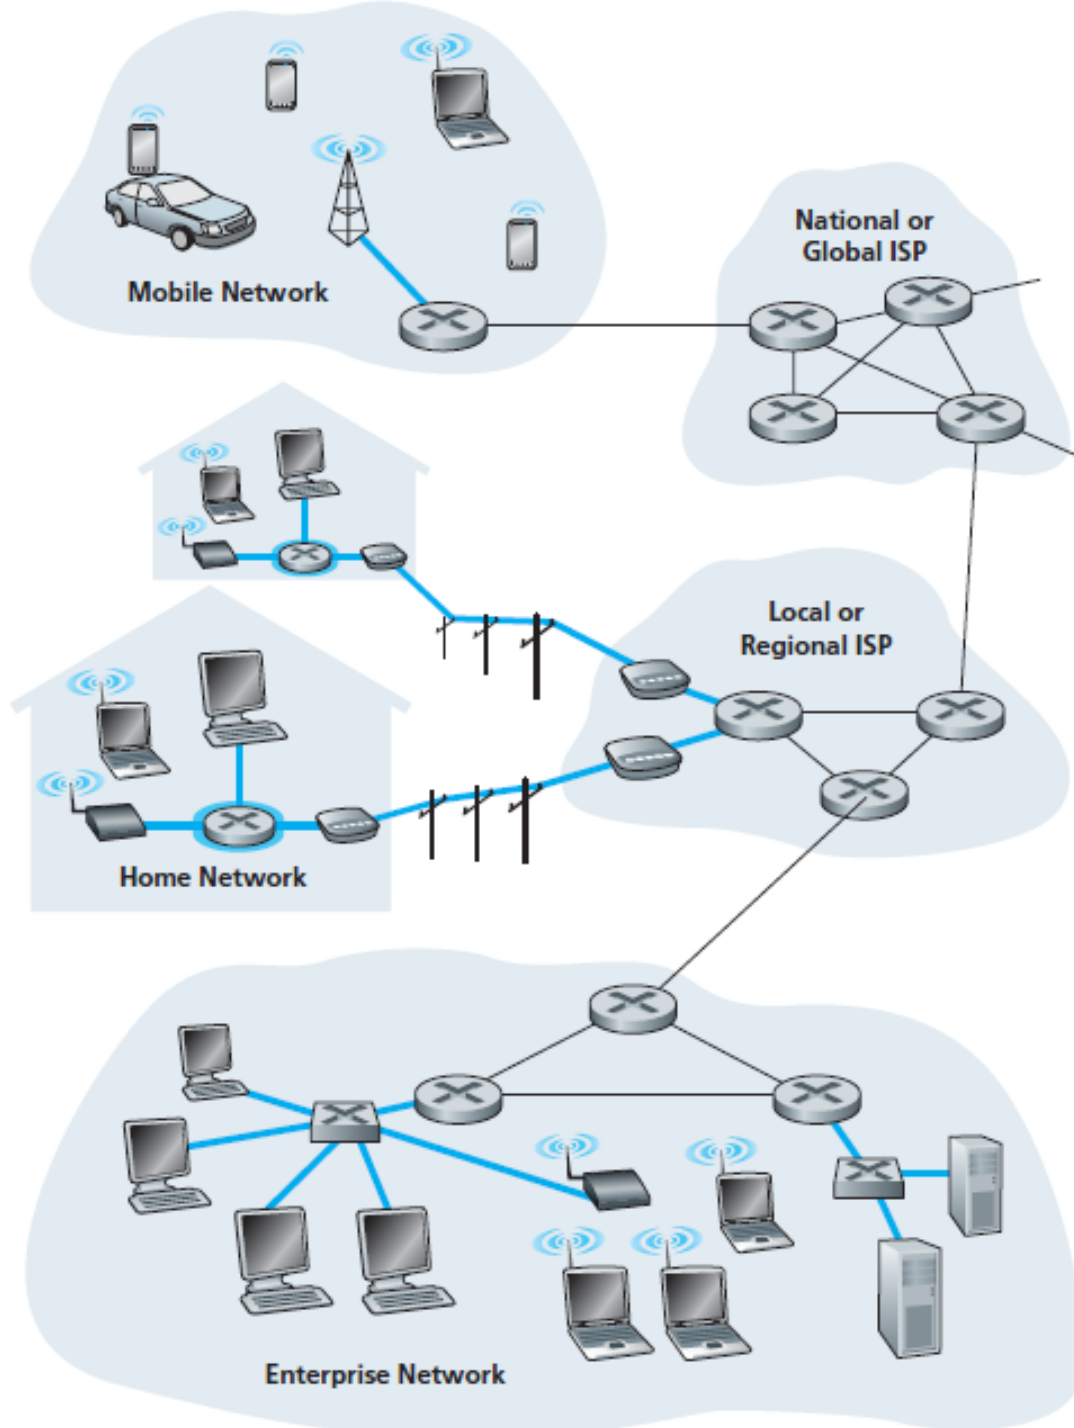 National or
Global ISP
Mobile Network
Local or
Regional ISP
Home Network
Enterprise Network